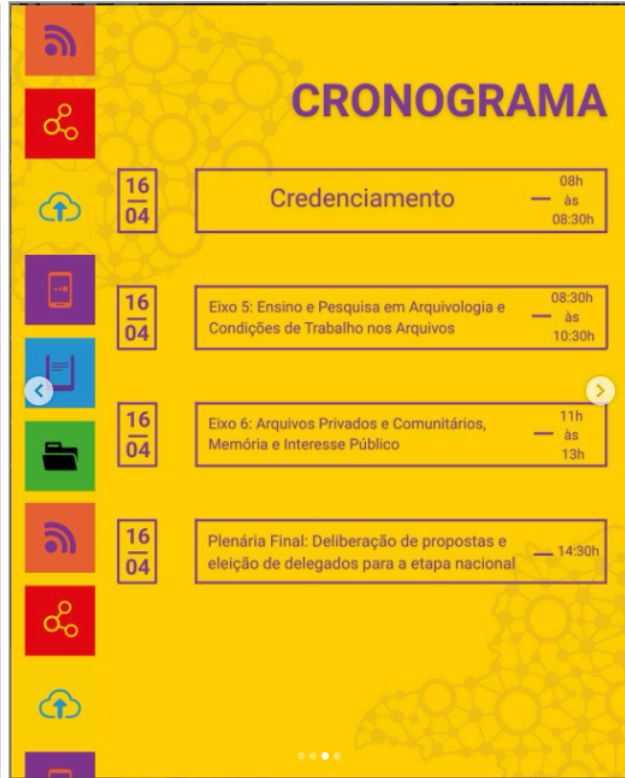 CRONOGRAMA
16
04
Credenciamento
08h
às
08:30h
16
04
Eixo 5: Ensino e Pesquisa em Arquivologia e
Condições de Trabalho nos Arquivos
08:30h
às
10:30h
16
04
Eixo 6: Arquivos Privados e Comunitários,
Memória e Interesse Público
11h
às
13h
16
04
Plenária Final: Deliberação de propostas e
eleição de delegados para a etapa nacional
14:30h